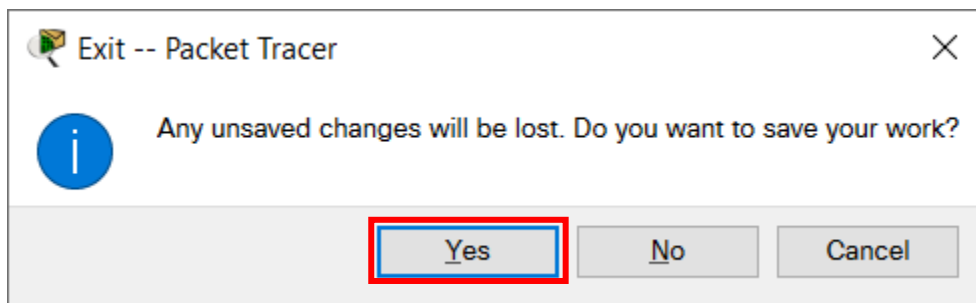 Exit -- Packet Tracer
Any unsaved changes will be lost. Do you want to save your work?
Yes No Cancel